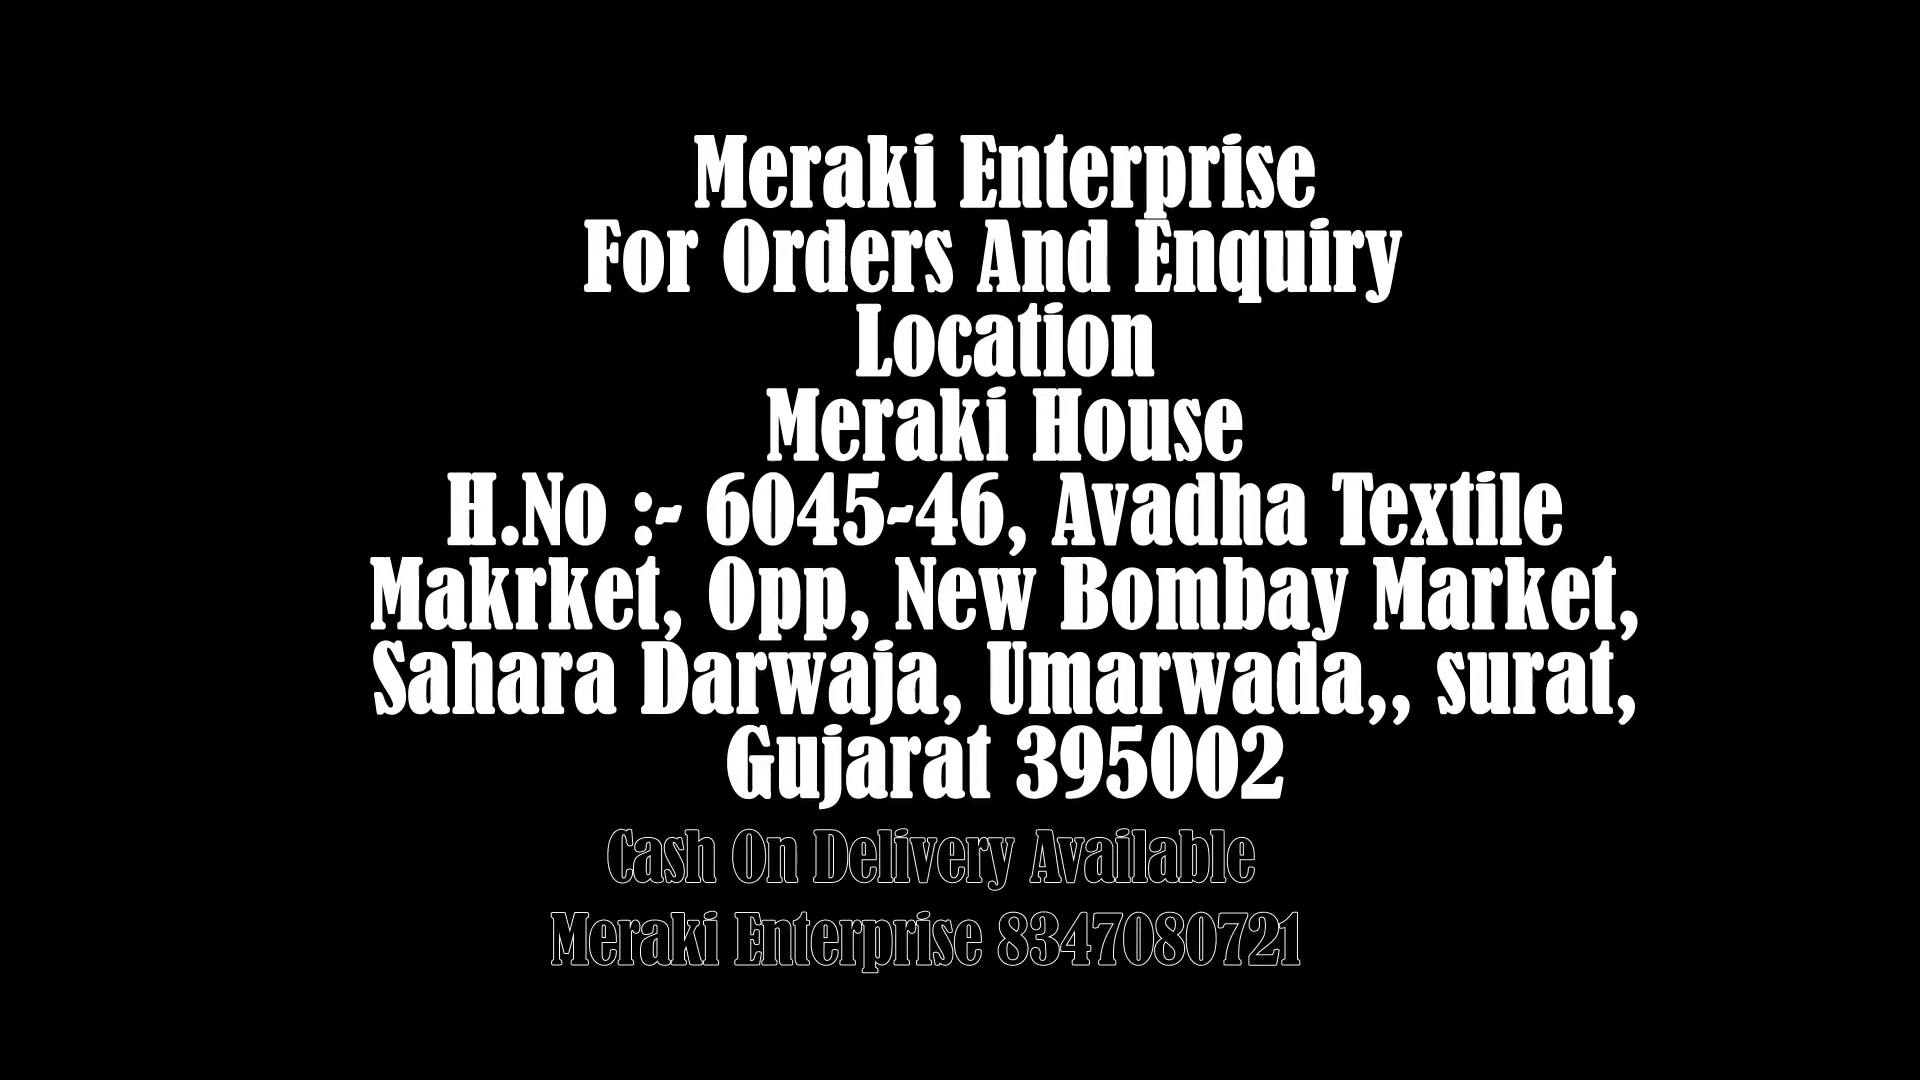 Meraki Enterprise
For Orders And Enquiry
Location
Meraki House
H.No :- 6045-46, Avadha Textile
Makrket, Opp, New Bombay Market,
Sahara Darwaja, Umarwada,, surat,
Gujarat 395002
Cash On Delivery Available
Meraki Enterprise 8347080721